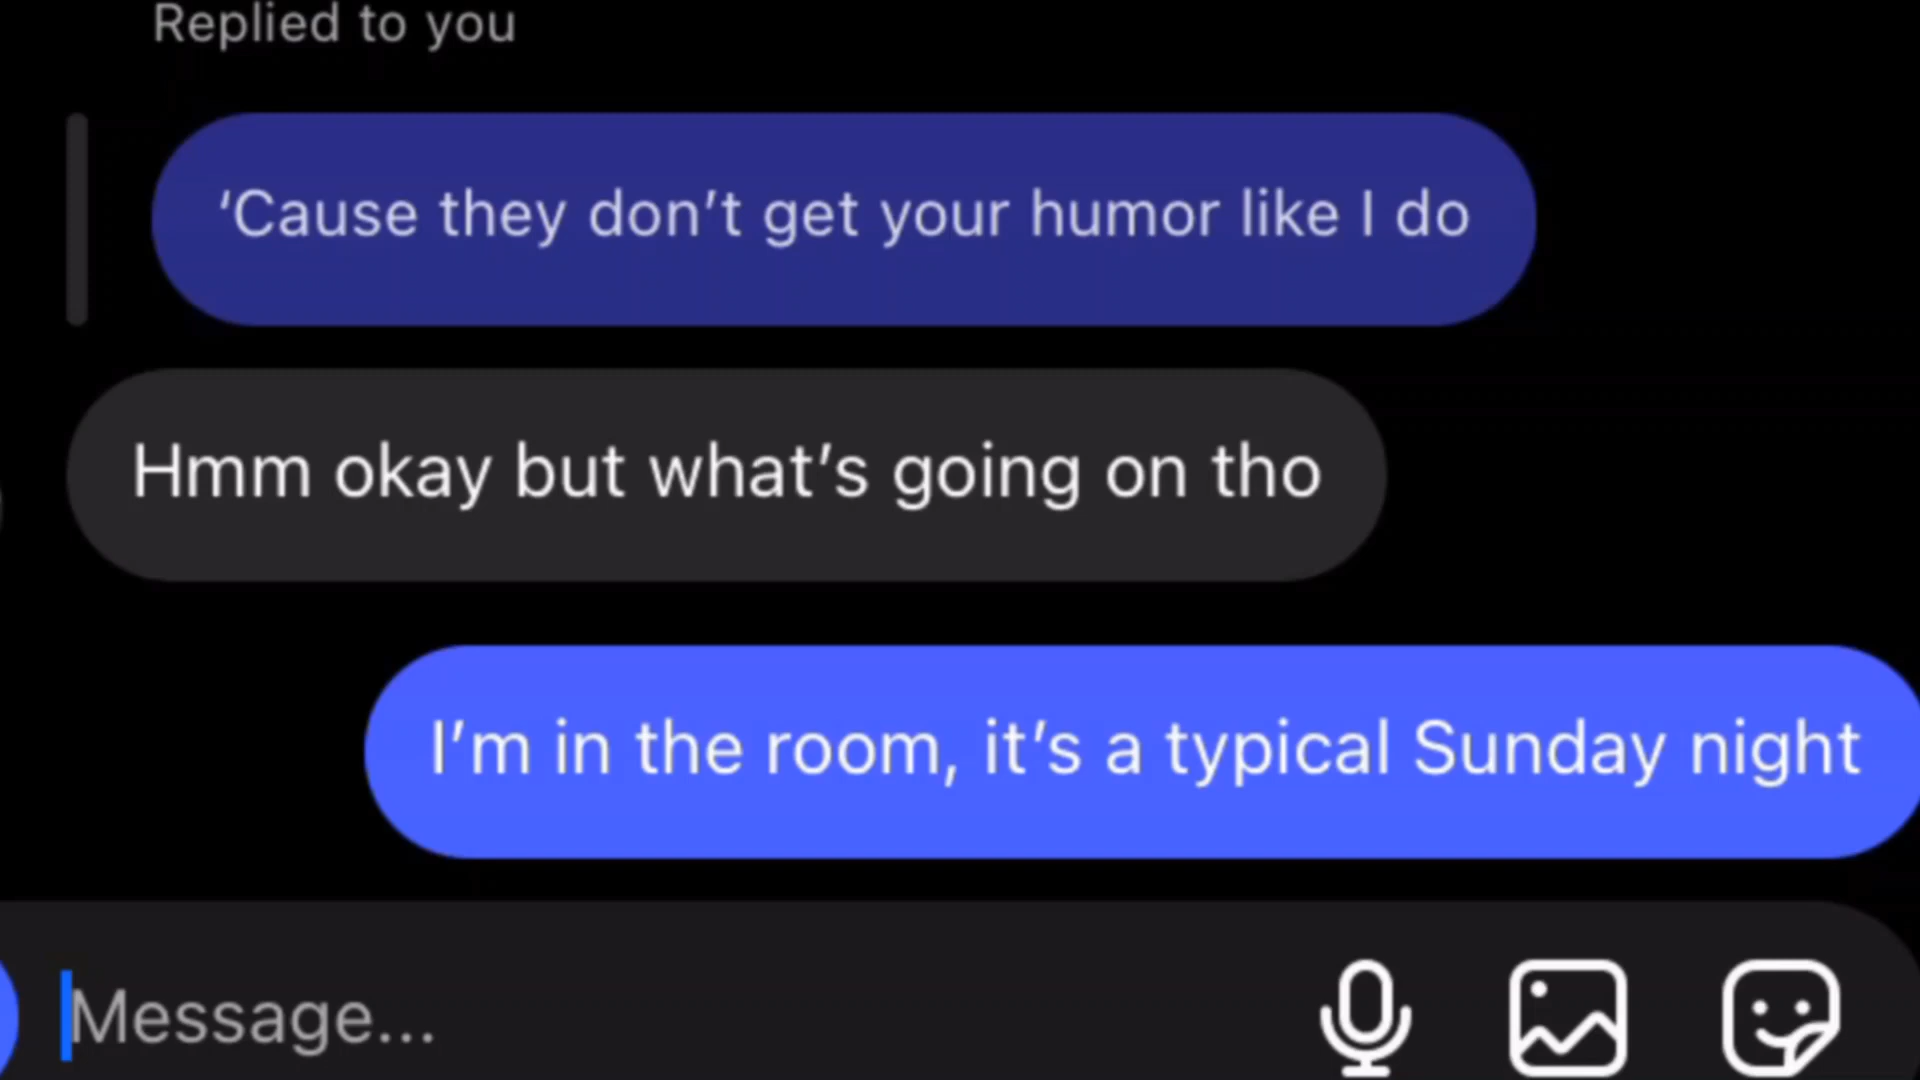 Replied to you
‘Cause they don’t get your humor like I do
Hmm okay but what’s going on tho
I’m in the room, it’s a typical Sunday night
Message...